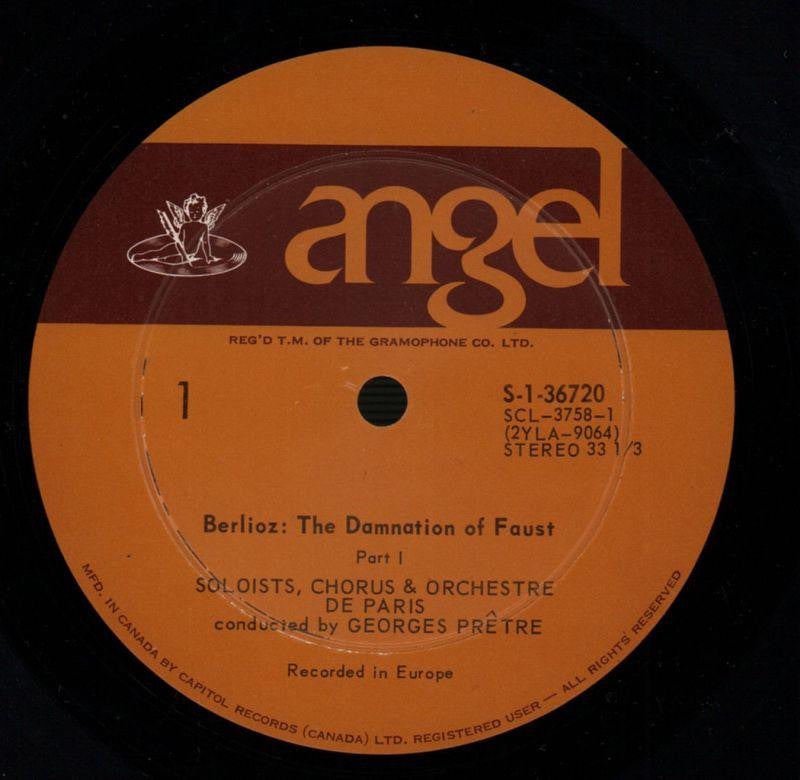 angel
REG'D T.M. OF THE GRAMOPHONE CO. LTD.
1
S-1-36720
SCL-3758-1
(2YLA-9064)
STEREO 33 1/3
Berlioz: The Damnation of Faust
Part I
SOLOISTS, CHORUS & ORCHESTRE
DE PARIS
conducted by GEORGES PRÊTRE
Recorded in Europe
MFD. IN CANADA BY CAPITOL RECORDS (CANADA) LTD. REGISTERED USER — ALL RIGHTS RESERVED